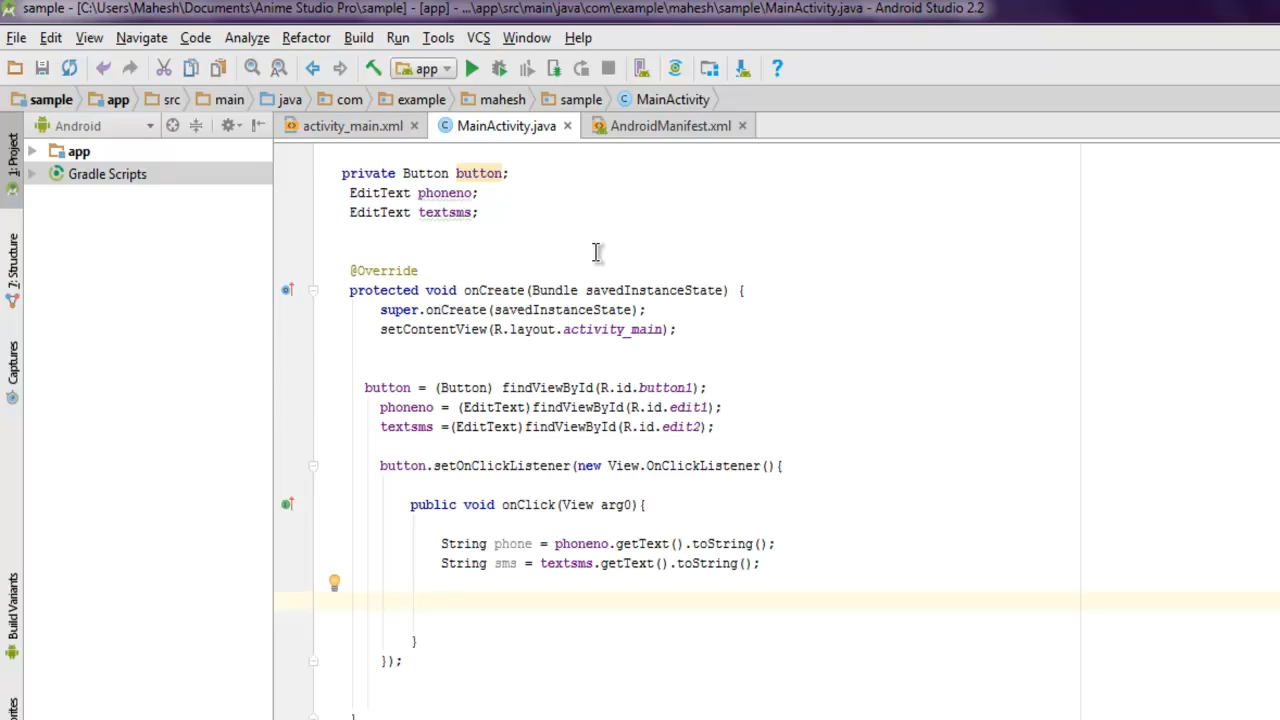 sample - [C:\Users\Mahesh\Documents\Anime Studio Pro\sample] - [app] - ...\app\src\main\java\com\example\mahesh\sample\MainActivity.java - Android Studio 2.2
File Edit View Navigate Code Analyze Refactor Build Run Tools VCS Window Help
app
sample app src main java com example mahesh sample MainActivity
Android
activity_main.xml MainActivity.java AndroidManifest.xml
1: Project
7: Structure
Captures
Build Variants
app
Gradle Scripts
private Button button;
EditText phoneno;
EditText textsms;
@Override
protected void onCreate(Bundle savedInstanceState) {
super.onCreate(savedInstanceState);
setContentView(R.layout.activity_main);
button = (Button) findViewById(R.id.button1);
phoneno = (EditText)findViewById(R.id.edit1);
textsms =(EditText)findViewById(R.id.edit2);
button.setOnClickListener(new View.OnClickListener(){
public void onClick(View arg0){
String phone = phoneno.getText().toString();
String sms = textsms.getText().toString();
}
});
}